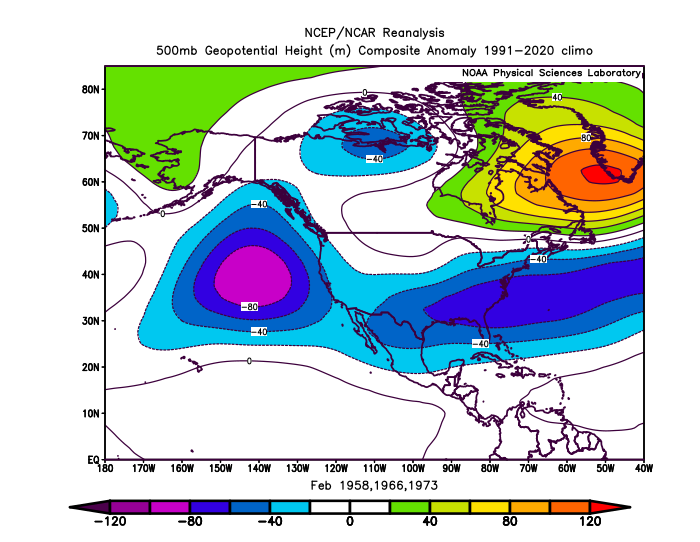 NCEP/NCAR Reanalysis
500mb Geopotential Height (m) Composite Anomaly 1991-2020 climo
NOAA Physical Sciences Laboratory
80N
0
40
70N
80
-40
60N
-40
0
50N
20
-40
40N
-80
30N
-40
-40
20N
0
10N
EQ
180 170W 160W 150W 140W 130W 120W 110W 100W 90W 80W 70W 60W 50W 40W
Feb 1958,1966,1973
-120 -80 -40 0 40 80 120